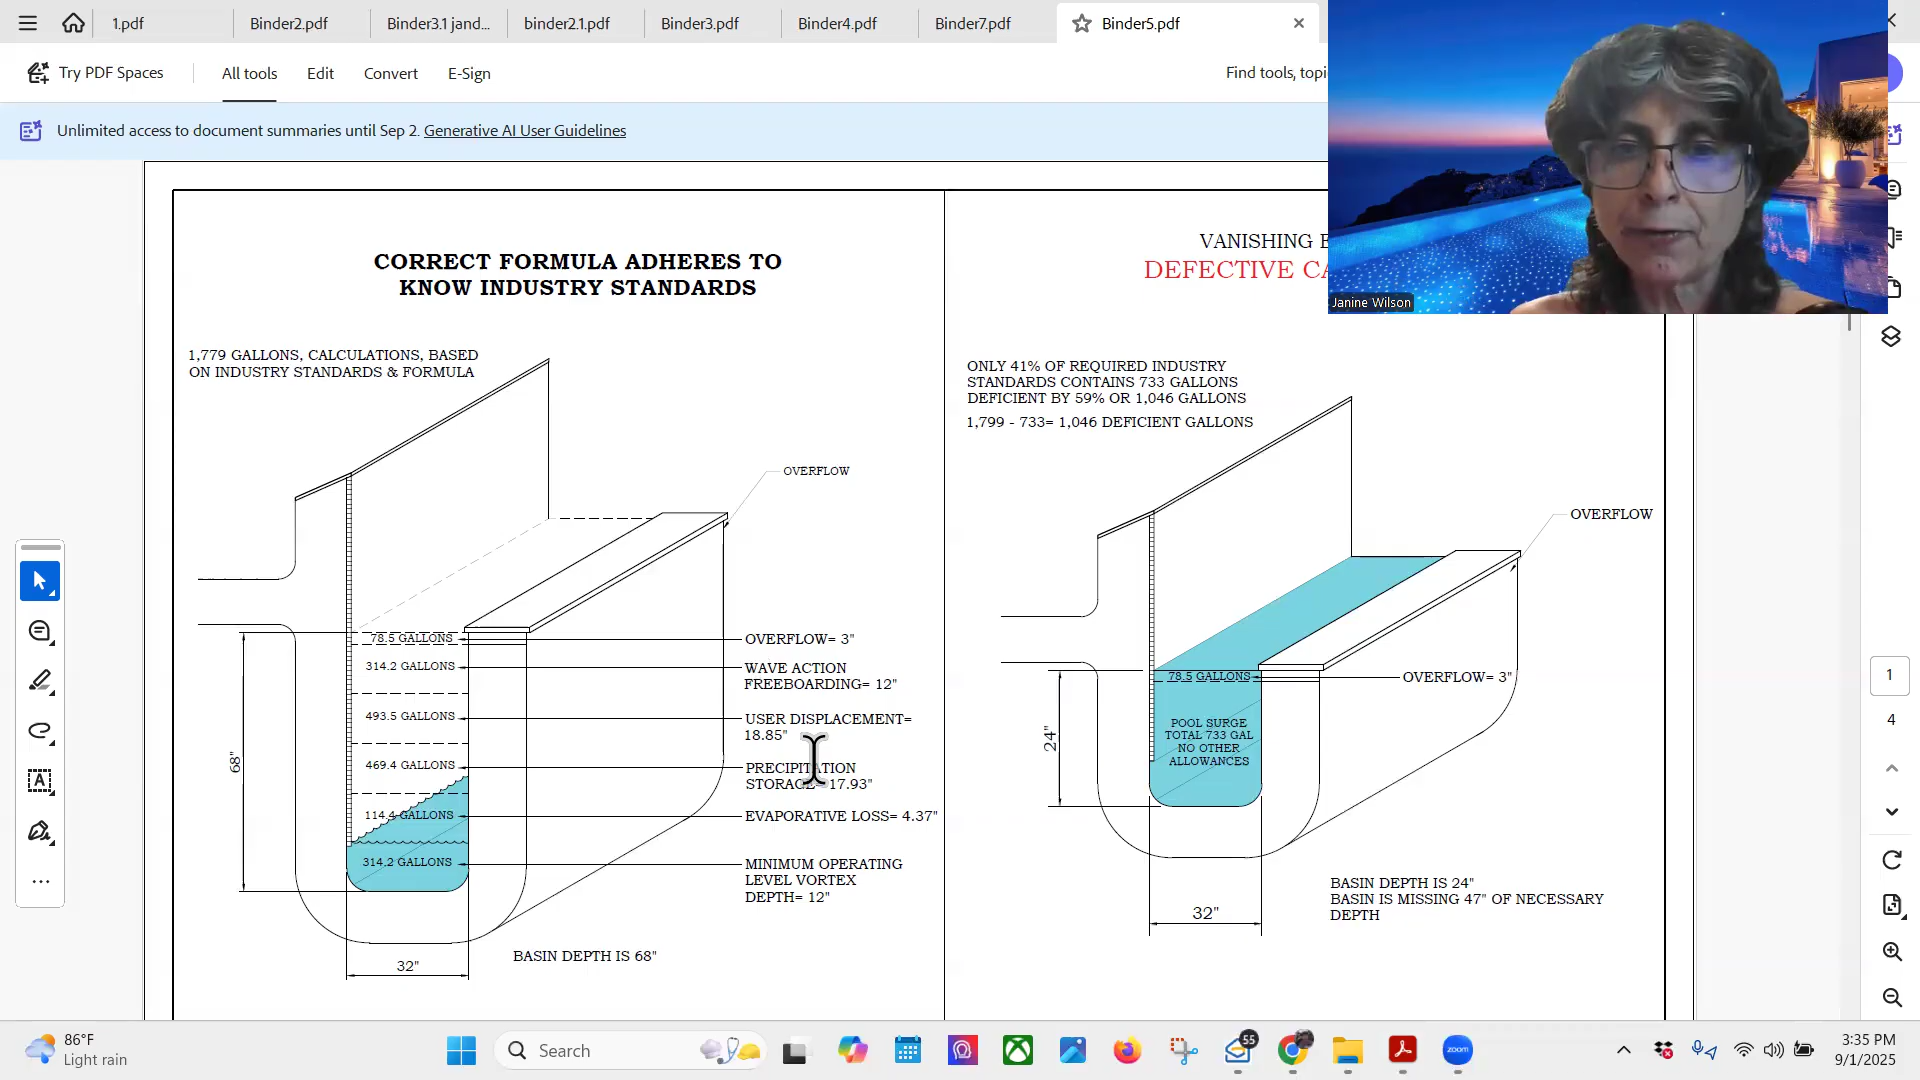 1.pdf
Binder2.pdf
Binder3.1 jand...
binder2.1.pdf
Binder3.pdf
Binder4.pdf
Binder7.pdf
Binder5.pdf
Try PDF Spaces
All tools
Edit
Convert
E-Sign
Find tools, topi
Unlimited access to document summaries until Sep 2. Generative AI User Guidelines
Janine Wilson
CORRECT FORMULA ADHERES TO
KNOW INDUSTRY STANDARDS
1,779 GALLONS, CALCULATIONS, BASED
ON INDUSTRY STANDARDS & FORMULA
OVERFLOW
78.5 GALLONS
OVERFLOW= 3"
314.2 GALLONS
WAVE ACTION
FREEBOARDING= 12"
493.5 GALLONS
USER DISPLACEMENT=
18.85"
469.4 GALLONS
PRECIPITATION
STORAGE= 17.93"
114.4 GALLONS
EVAPORATIVE LOSS= 4.37"
314.2 GALLONS
MINIMUM OPERATING
LEVEL VORTEX
DEPTH= 12"
68"
32"
BASIN DEPTH IS 68"
VANISHING E
DEFECTIVE CA
ONLY 41% OF REQUIRED INDUSTRY
STANDARDS CONTAINS 733 GALLONS
DEFICIENT BY 59% OR 1,046 GALLONS
1,799 - 733= 1,046 DEFICIENT GALLONS
OVERFLOW
78.5 GALLONS
OVERFLOW= 3"
POOL SURGE
TOTAL 733 GAL
NO OTHER
ALLOWANCES
24"
32"
BASIN DEPTH IS 24"
BASIN IS MISSING 47" OF NECESSARY
DEPTH
1
4
86°F
Light rain
Search
55
zoom
3:35 PM
9/1/2025